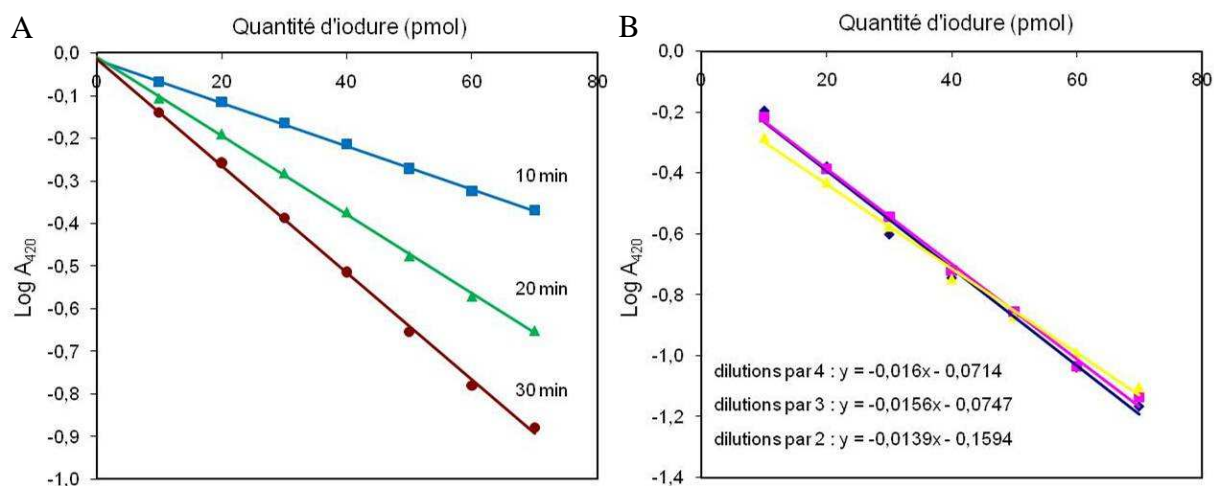 A
Quantité d'iodure (pmol)
0 20 40 60 80
0,0
-0,1
-0,2
-0,3
-0,4
-0,5
-0,6
-0,7
-0,8
-0,9
-1,0
Log A420
10 min
20 min
30 min
B
Quantité d'iodure (pmol)
0 20 40 60 80
0,0
-0,2
-0,4
-0,6
-0,8
-1,0
-1,2
-1,4
Log A420
dilutions par 4 : y = -0,016x - 0,0714
dilutions par 3 : y = -0,0156x - 0,0747
dilutions par 2 : y = -0,0139x - 0,1594